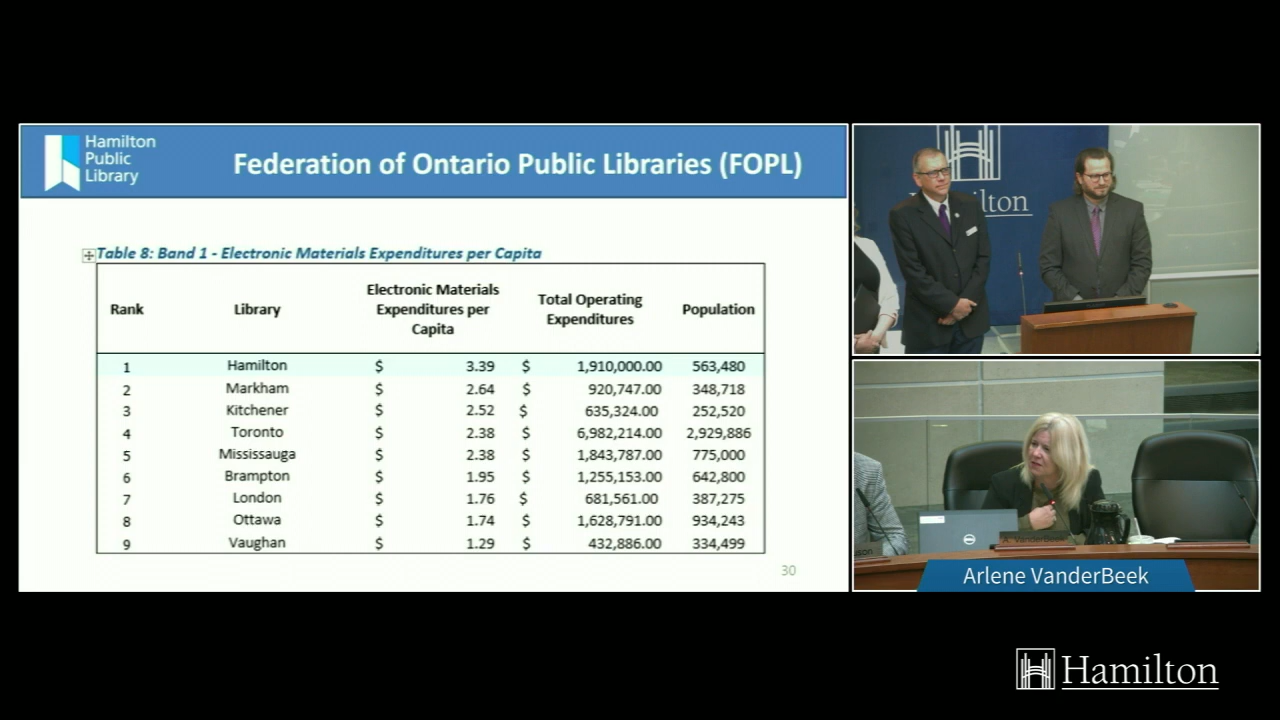 Hamilton
Public
Library
Federation of Ontario Public Libraries (FOPL)
Table 8: Band 1 - Electronic Materials Expenditures per Capita
Rank Library Electronic Materials Expenditures per Capita Total Operating Expenditures Population
1 Hamilton $ 3.39 $ 1,910,000.00 563,480
2 Markham $ 2.64 $ 920,747.00 348,718
3 Kitchener $ 2.52 $ 635,324.00 252,520
4 Toronto $ 2.38 $ 6,982,214.00 2,929,886
5 Mississauga $ 2.38 $ 1,843,787.00 775,000
6 Brampton $ 1.95 $ 1,255,153.00 642,800
7 London $ 1.76 $ 681,561.00 387,275
8 Ottawa $ 1.74 $ 1,628,791.00 934,243
9 Vaughan $ 1.29 $ 432,886.00 334,499
30
ilton
DELL
A. VanderBeek
Arlene VanderBeek
Hamilton